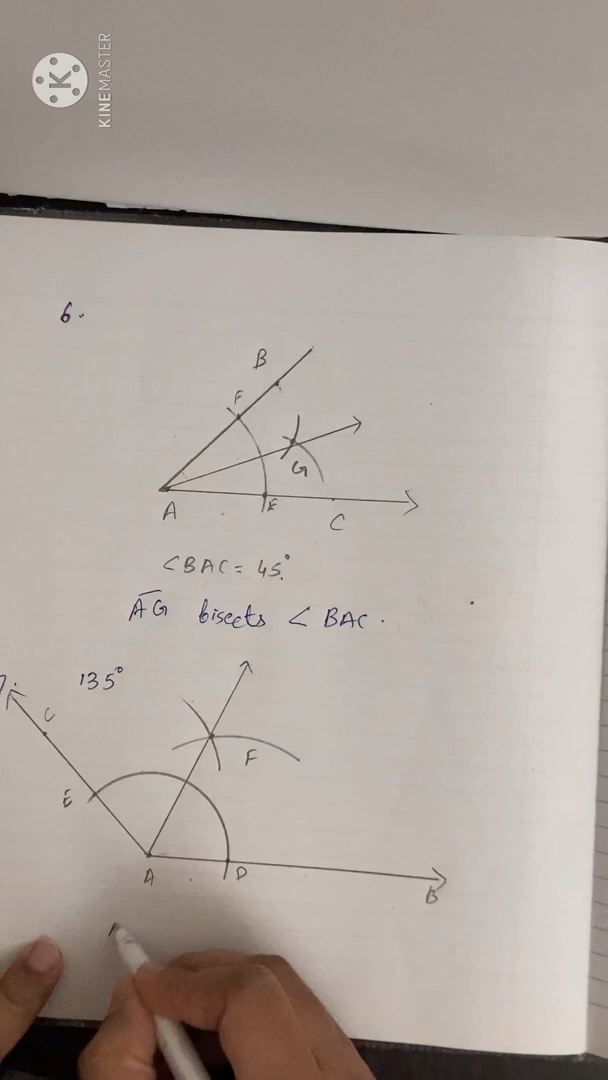 K
KINEMASTER
6.
B
F
G
A
E
C
∠BAC = 45°
AG bisects ∠ BAC.
135°
C
F
E
A
D
B